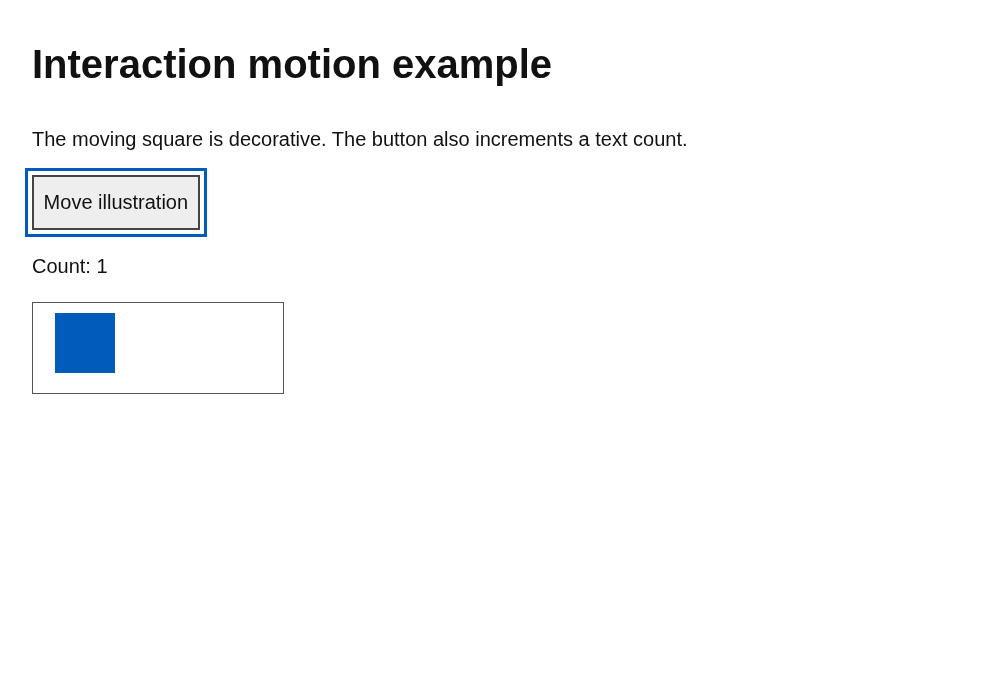 Interaction motion example
The moving square is decorative. The button also increments a text count.
Move illustration
Count: 1